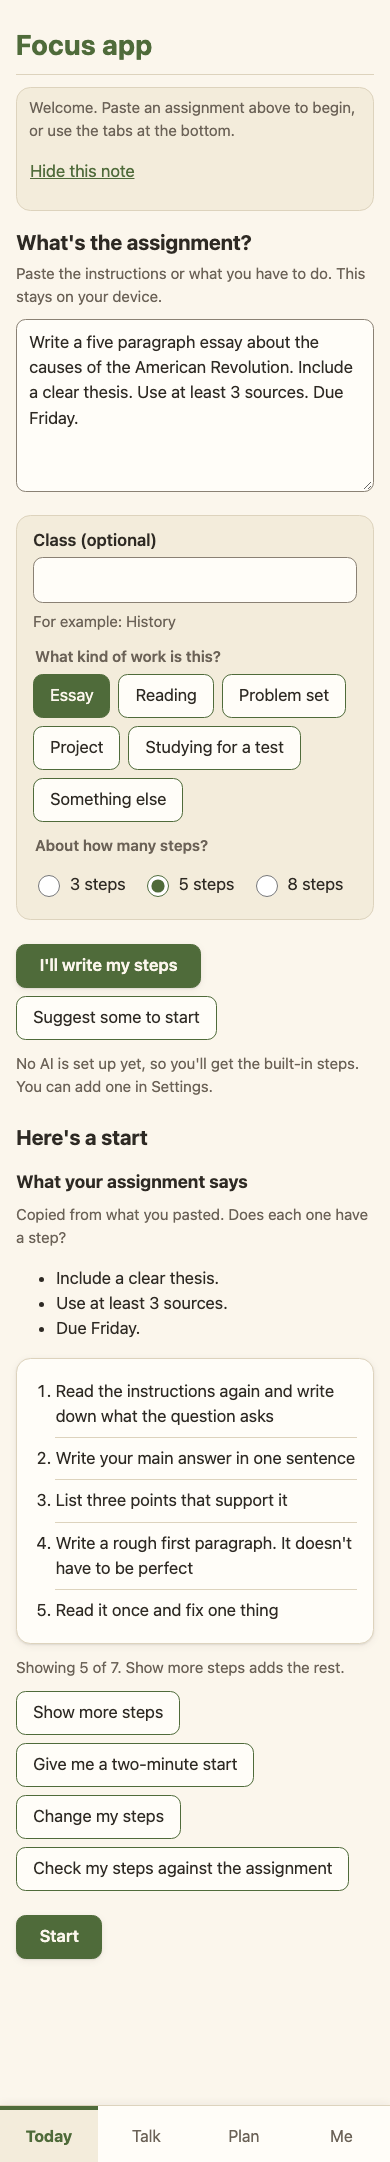 Focus app
Welcome. Paste an assignment above to begin,
or use the tabs at the bottom.
Hide this note
What's the assignment?
Paste the instructions or what you have to do. This
stays on your device.
Write a five paragraph essay about the
causes of the American Revolution. Include
a clear thesis. Use at least 3 sources. Due
Friday.
Class (optional)
For example: History
What kind of work is this?
Essay Reading Problem set
Project Studying for a test
Something else
About how many steps?
3 steps 5 steps 8 steps
I'll write my steps
Suggest some to start
No AI is set up yet, so you'll get the built-in steps.
You can add one in Settings.
Here's a start
What your assignment says
Copied from what you pasted. Does each one have
a step?
• Include a clear thesis.
• Use at least 3 sources.
• Due Friday.
1. Read the instructions again and write
down what the question asks
2. Write your main answer in one sentence
3. List three points that support it
4. Write a rough first paragraph. It doesn't
have to be perfect
5. Read it once and fix one thing
Showing 5 of 7. Show more steps adds the rest.
Show more steps
Give me a two-minute start
Change my steps
Check my steps against the assignment
Start
Today Talk Plan Me